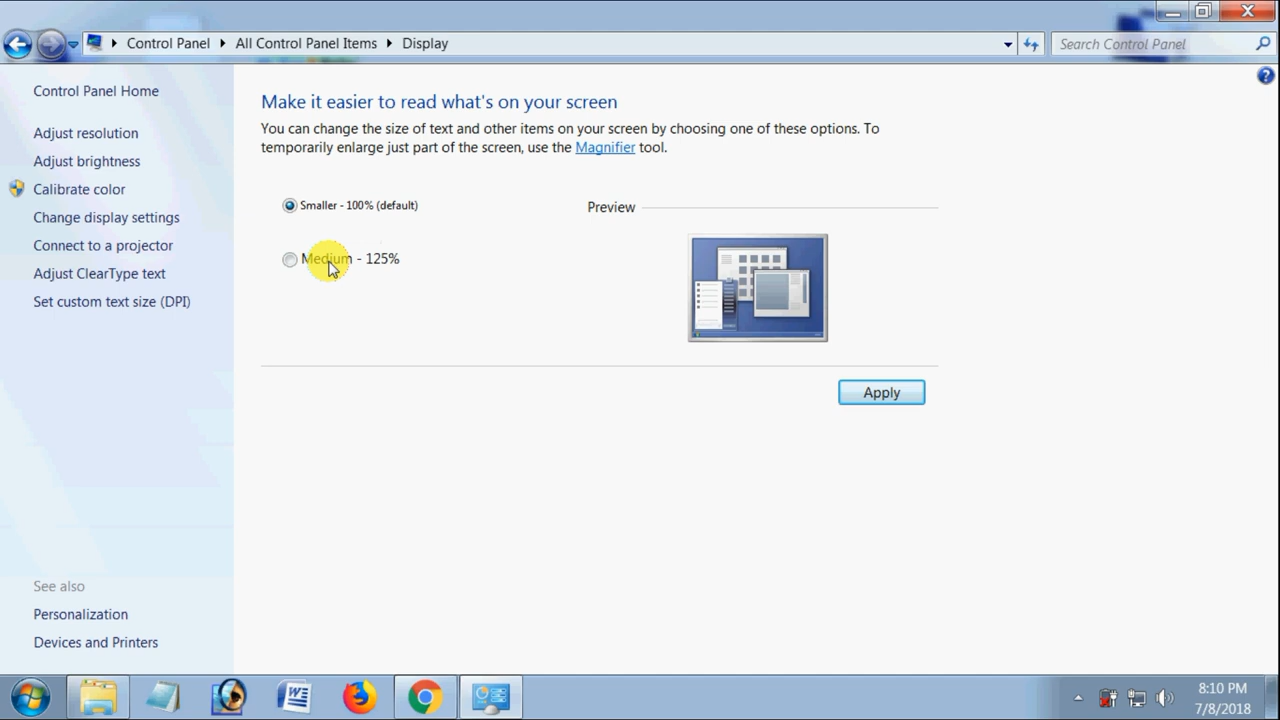 Control Panel All Control Panel Items Display
Search Control Panel
Control Panel Home
Adjust resolution
Adjust brightness
Calibrate color
Change display settings
Connect to a projector
Adjust ClearType text
Set custom text size (DPI)
See also
Personalization
Devices and Printers
Make it easier to read what's on your screen
You can change the size of text and other items on your screen by choosing one of these options. To
temporarily enlarge just part of the screen, use the Magnifier tool.
Smaller - 100% (default)
Medium - 125%
Preview
Apply
8:10 PM
7/8/2018